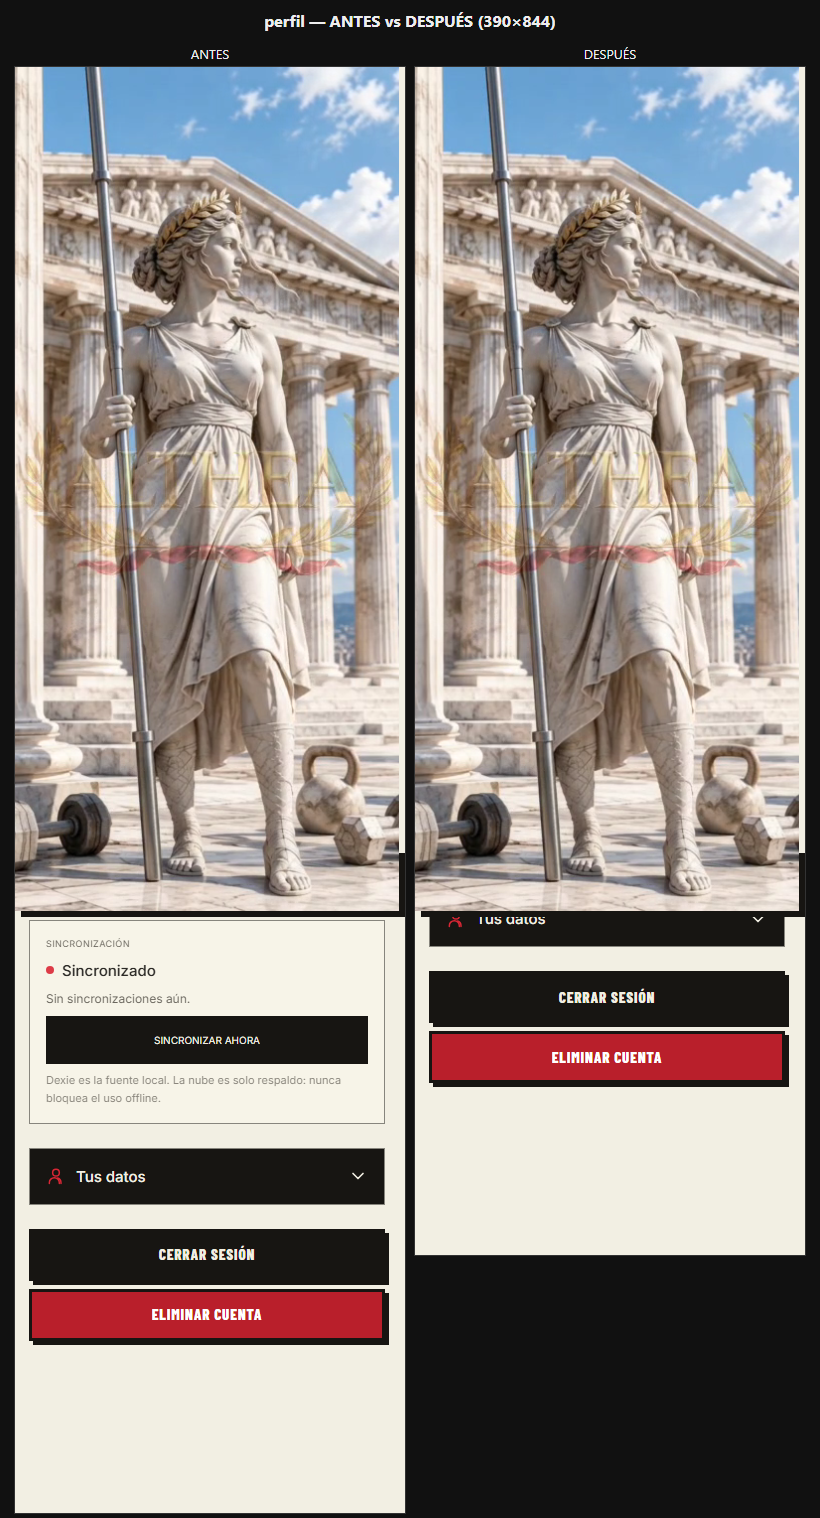 perfil — ANTES vs DESPUÉS (390×844)
ANTES
ALTHEA
SINCRONIZACIÓN
Sincronizado
Sin sincronizaciones aún.
SINCRONIZAR AHORA
Dexie es la fuente local. La nube es solo respaldo: nunca
bloquea el uso offline.
Tus datos
CERRAR SESIÓN
ELIMINAR CUENTA
DESPUÉS
ALTHEA
Tus datos
CERRAR SESIÓN
ELIMINAR CUENTA